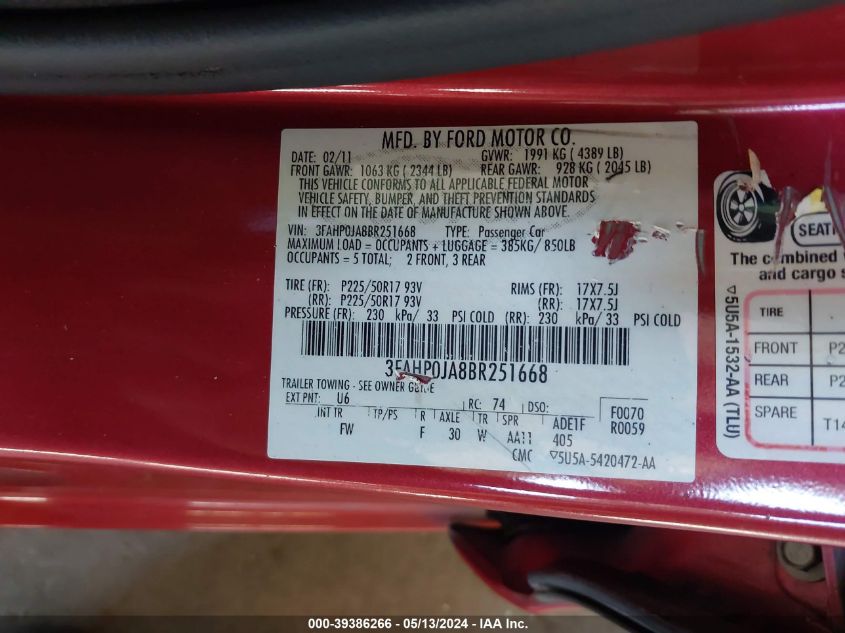 MFD. BY FORD MOTOR CO.
DATE: 02/11 GVWR: 1991 KG ( 4389 LB)
FRONT GAWR: 1063 KG ( 2344 LB) REAR GAWR: 928 KG ( 2045 LB)
THIS VEHICLE CONFORMS TO ALL APPLICABLE FEDERAL MOTOR
VEHICLE SAFETY, BUMPER, AND THEFT PREVENTION STANDARDS
IN EFFECT ON THE DATE OF MANUFACTURE SHOWN ABOVE.
VIN: 3FAHP0JA8BR251668 TYPE: Passenger Car
MAXIMUM LOAD = OCCUPANTS + LUGGAGE = 385KG/ 850LB
OCCUPANTS = 5 TOTAL; 2 FRONT, 3 REAR
TIRE (FR): P225/50R17 93V RIMS (FR): 17X7.5J
(RR): P225/50R17 93V (RR): 17X7.5J
PRESSURE (FR): 230 kPa/ 33 PSI COLD (RR): 230 kPa/ 33 PSI COLD
3FAHP0JA8BR251668
TRAILER TOWING - SEE OWNER GUIDE
EXT PNT: U6 RC: 74 DSO: F0070
INT TR TP/PS R AXLE TR SPR ADE1F R0059
FW F 30 W AA11 405
CMC ▽5U5A-5420472-AA
SEATI
The combined
and cargo s
TIRE
FRONT P2
REAR P2
SPARE T14
▽5U5A-1532-AA (TLU)
000-39386266 - 05/13/2024 - IAA Inc.